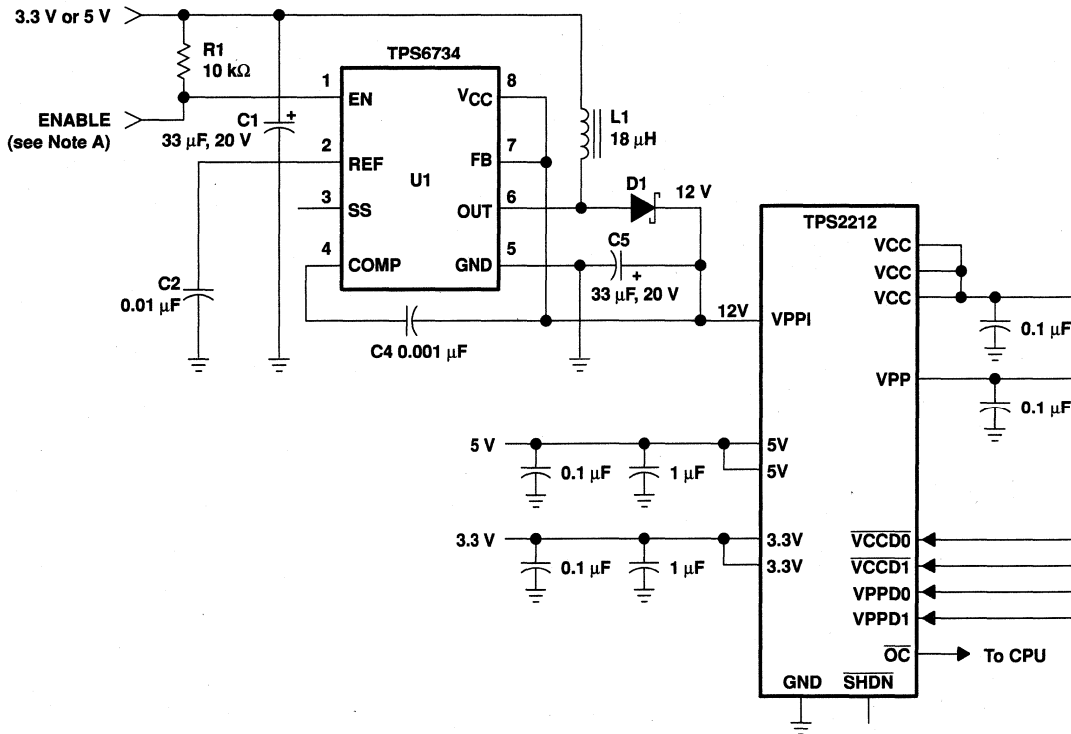 3.3 V or 5 V
R1
10 kΩ
ENABLE
(see Note A)
C1
+
33 µF, 20 V
C2
0.01 µF
TPS6734
1
EN
2
REF
3
SS
4
COMP
U1
8
VCC
7
FB
6
OUT
5
GND
C4 0.001 µF
L1
18 µH
D1
12 V
C5
+
33 µF, 20 V
12V
TPS2212
VPPI
VCC
VCC
VCC
0.1 µF
VPP
0.1 µF
5 V
0.1 µF
1 µF
5V
5V
3.3 V
0.1 µF
1 µF
3.3V
3.3V
VCCD0
VCCD1
VPPD0
VPPD1
OC
To CPU
GND
SHDN